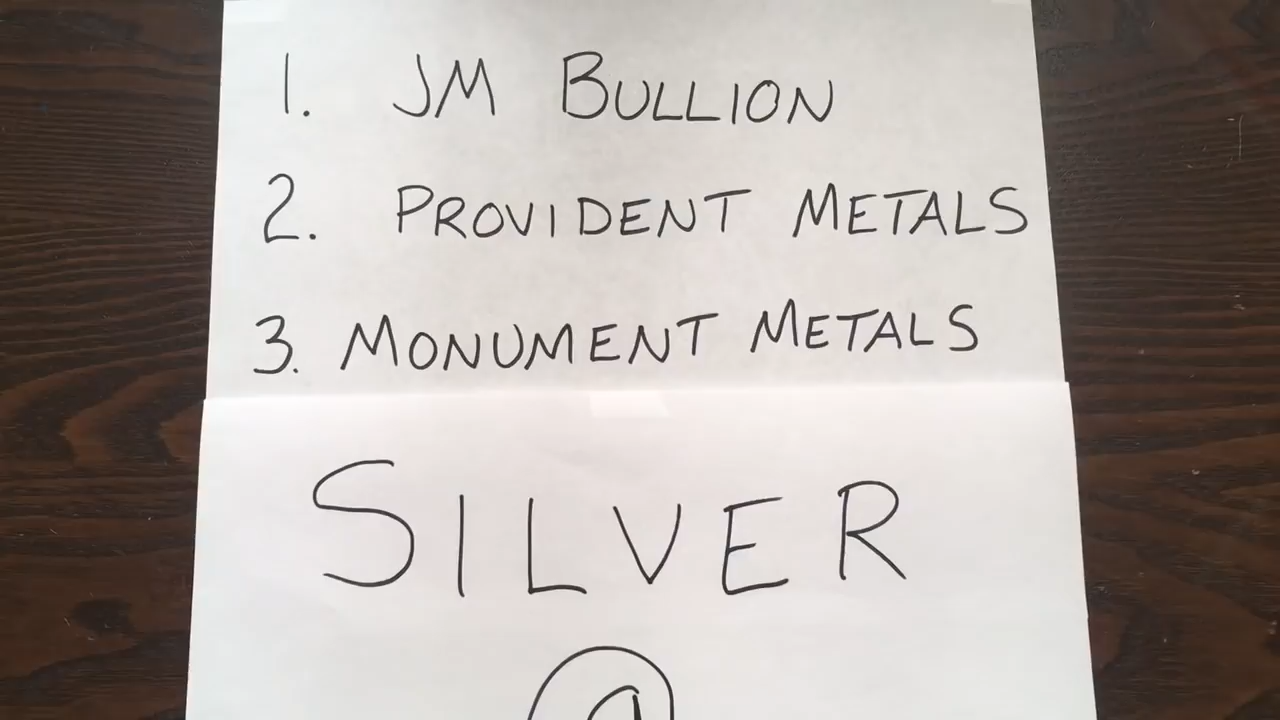 1. JM BULLION
2. PROVIDENT METALS
3. MONUMENT METALS
SILVER
@